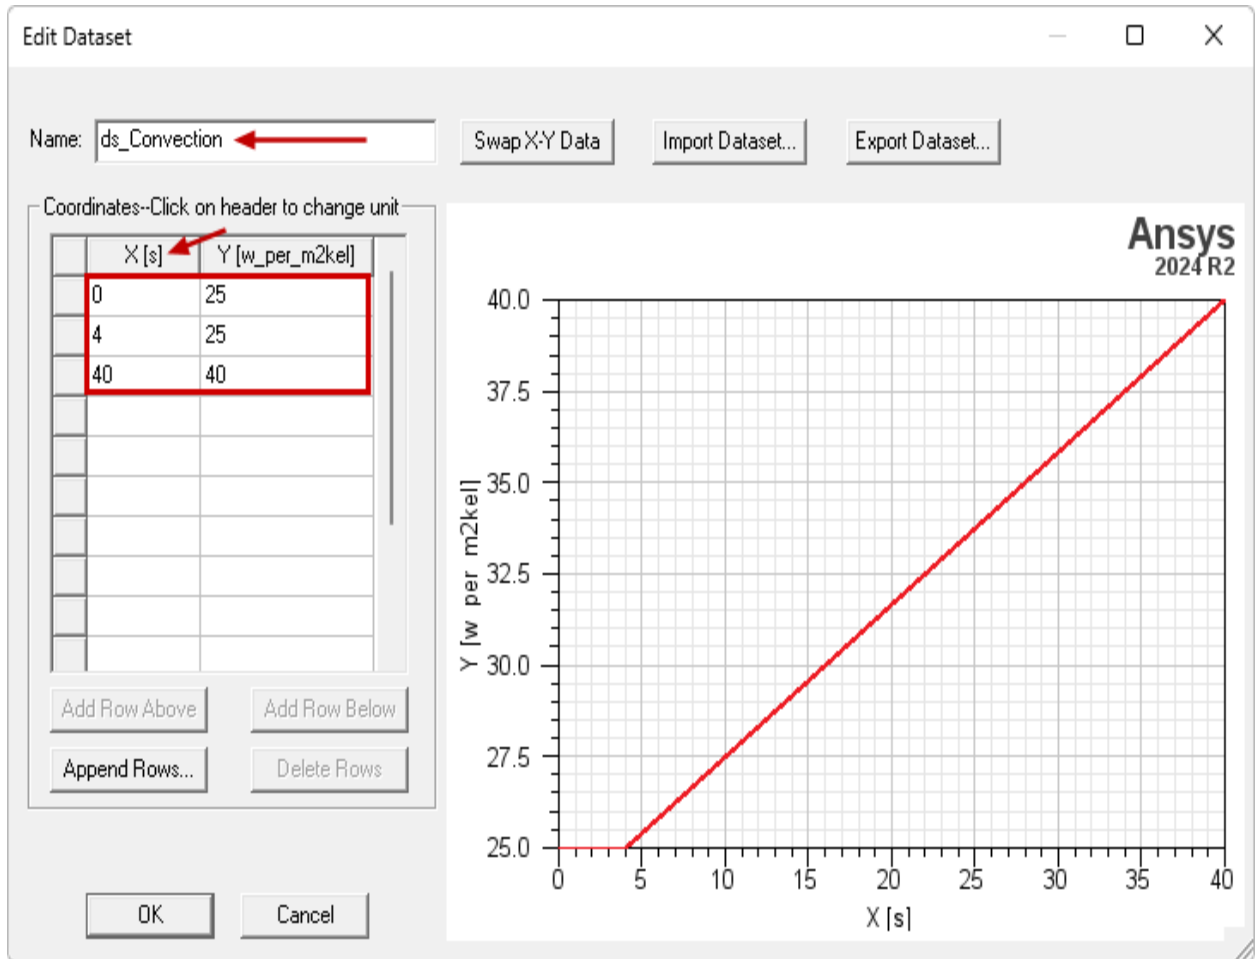 Edit Dataset
Name: ds_Convection
Swap X-Y Data
Import Dataset...
Export Dataset...
Coordinates--Click on header to change unit
X [s] Y [w_per_m2kel]
0 25
4 25
40 40
Add Row Above
Add Row Below
Append Rows...
Delete Rows
OK
Cancel
Ansys
2024 R2
40.0
37.5
35.0
32.5
30.0
27.5
25.0
Y [w_per_m2kel]
0 5 10 15 20 25 30 35 40
X [s]